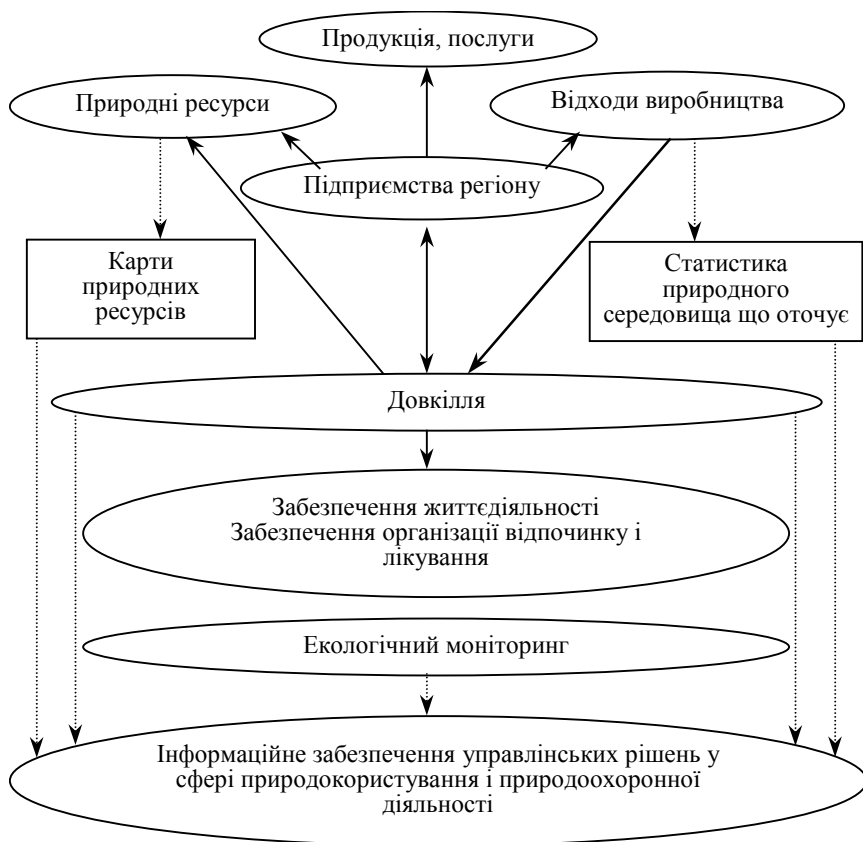 Продукція, послуги
Природні ресурси
Відходи виробництва
Підприємства регіону
Карти
природних
ресурсів
Статистика
природного
середовища що оточує
Довкілля
Забезпечення життєдіяльності
Забезпечення організації відпочинку і
лікування
Екологічний моніторинг
Інформаційне забезпечення управлінських рішень у
сфері природокористування і природоохоронної
діяльності